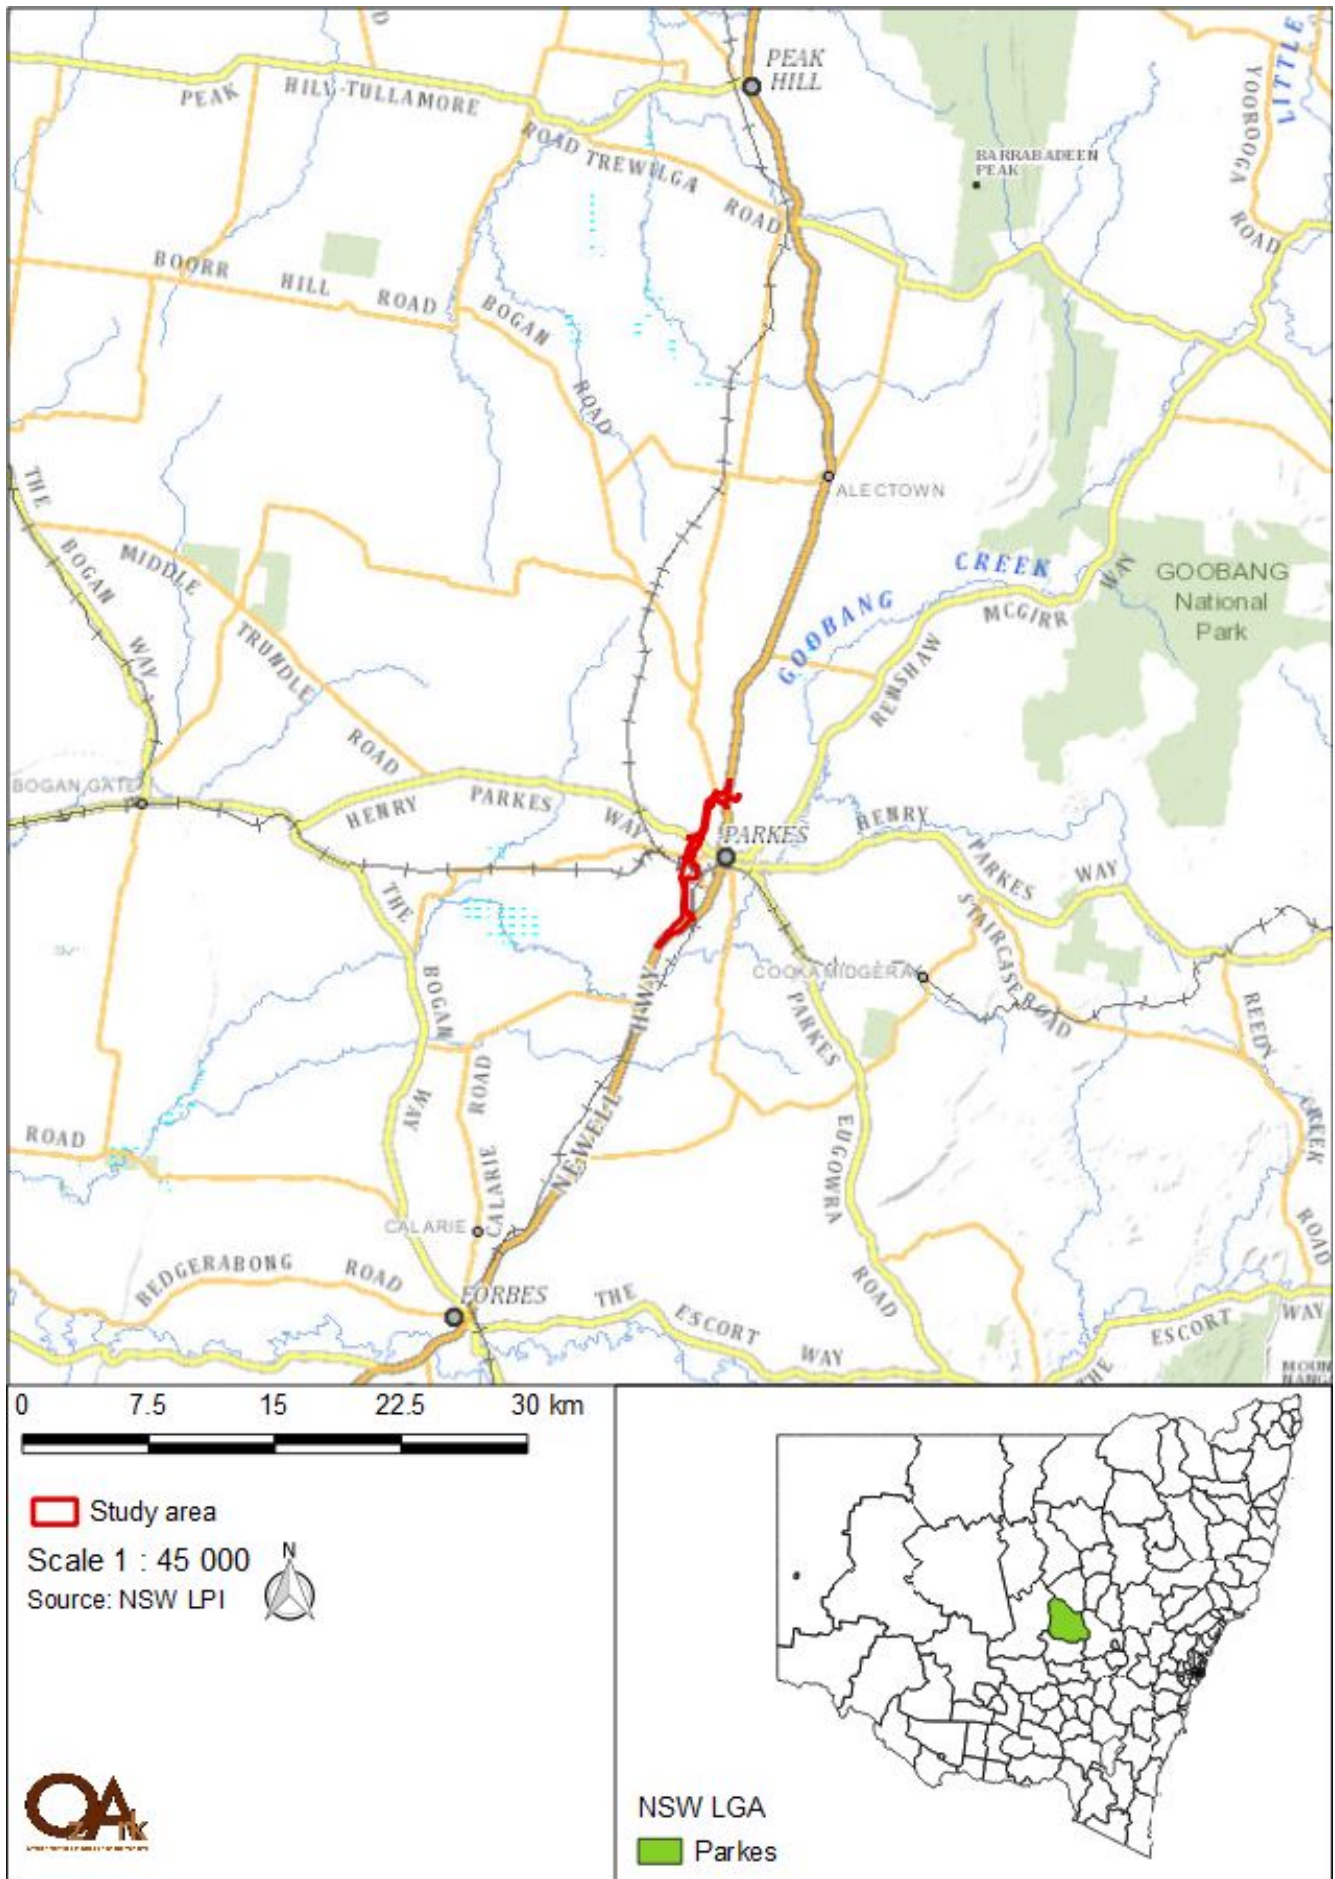 PEAK
HILL
PEAK
HILL-TULLAMORE
ROAD TREWILGA
ROAD
BARRABADEEN
PEAK
YOOROOGA
ROAD
LITTLE
BOORR
HILL
ROAD
BOGAN
ROAD
ALECTOWN
THE
BOGAN
WAY
MIDDLE
TRUNDLE
ROAD
GOOBANG
CREEK
RENSHAW
MCGIRR
WAY
GOOBANG
National
Park
BOGAN GATE
HENRY
PARKES
WAY
PARKES
HENRY
PARKES
WAY
STAIRCASE
ROAD
COOKAMIDGERA
THE
BOGAN
WAY
NEWELL
HWAY
PARKES
EUGOWRA
ROAD
REEDY
CREEK
ROAD
ROAD
CALARIE
ROAD
CALARIE
BEDGERABONG
ROAD
FORBES
THE
ESCORT
WAY
THE
ESCORT
WAY
0
7.5
15
22.5
30 km
Study area
Scale 1 : 45 000
N
Source: NSW LPI
OzArk
NSW LGA
Parkes